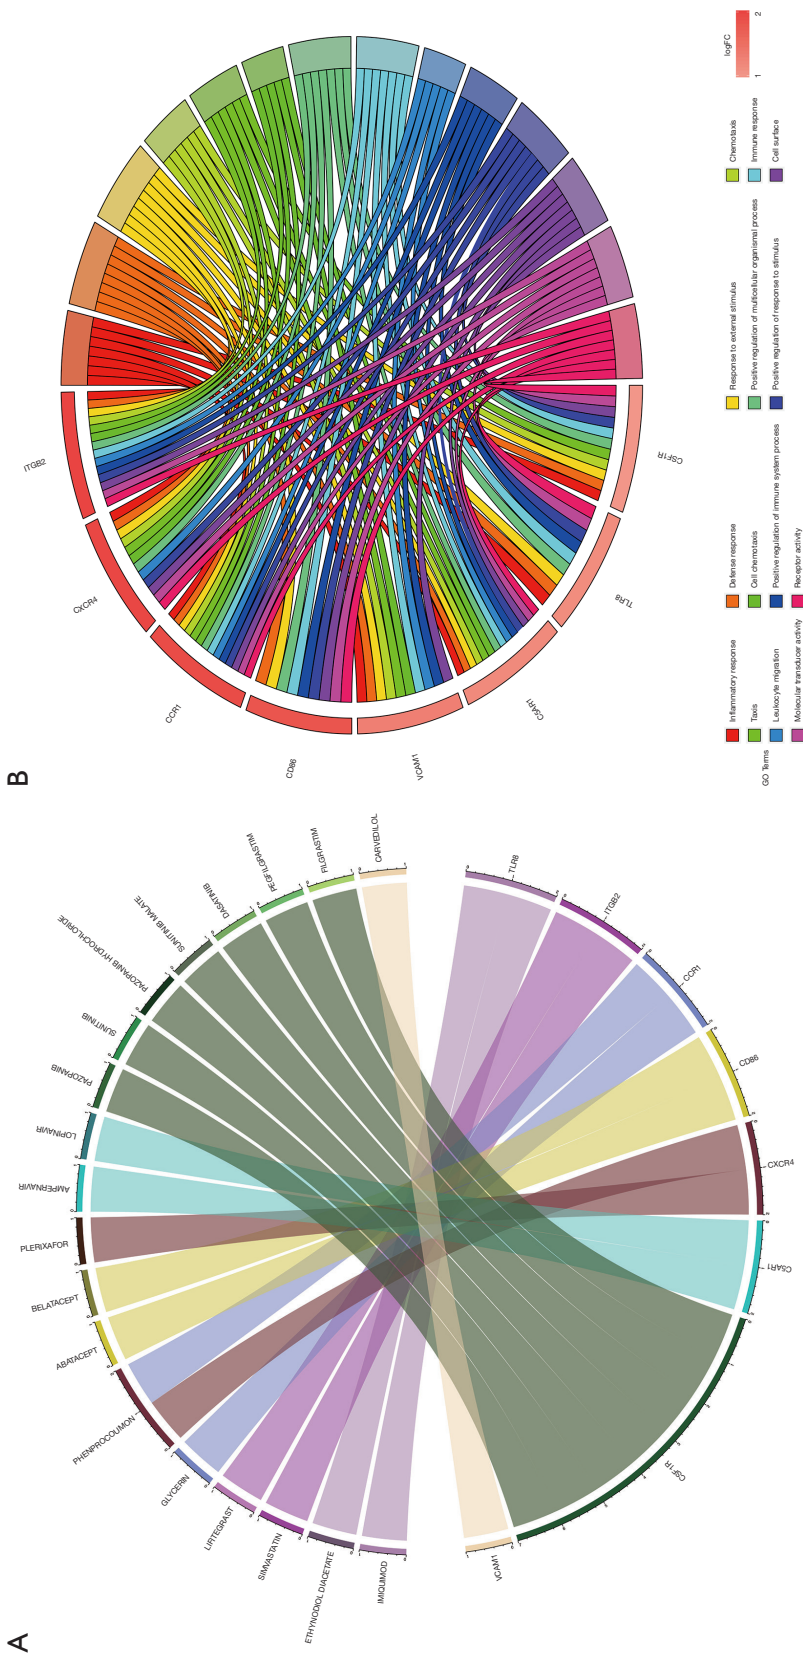 A
IMIQUIMOD
ETHYNODIOL DIACETATE
SIMVASTATIN
LIRTEGRAST
GLYCERIN
PHENPROCOUMON
ABATACEPT
BELATACEPT
PLERIXAFOR
AMPERNAVIR
LOPINAVIR
PAZOPANIB
SUNITINIB
PAZOPANIB HYDROCHLORIDE
SUNITINIB MALATE
DASATINIB
PEGFILGRASTIM
FILGRASTIM
CARVEDILOL
TLR8
ITGB2
CCR1
CD86
CXCR4
C5AR1
CSF1R
VCAM1
B
ITGB2
CXCR4
CCR1
CD86
VCAM1
C5AR1
TLR8
CSF1R
GO Terms
Inflammatory response
Defense response
Response to external stimulus
Chemotaxis
Taxis
Cell chemotaxis
Positive regulation of multicellular organismal process
Immune response
Leukocyte migration
Positive regulation of immune system process
Positive regulation of response to stimulus
Cell surface
Molecular transducer activity
Receptor activity
logFC
1 2